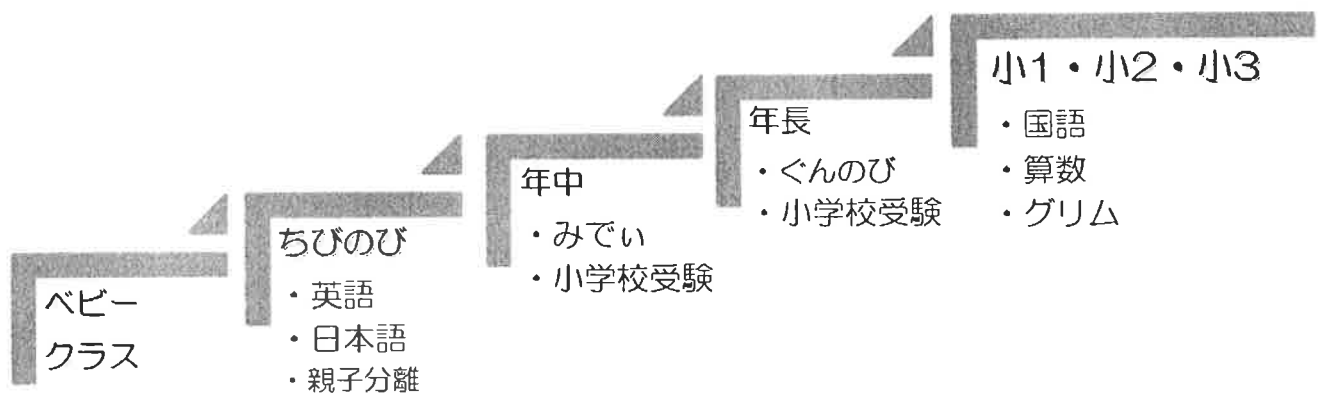 ベビー
クラス
ちびのび
・英語
・日本語
・親子分離
年中
・みでぃ
・小学校受験
年長
・ぐんのび
・小学校受験
小1・小2・小3
・国語
・算数
・グリム